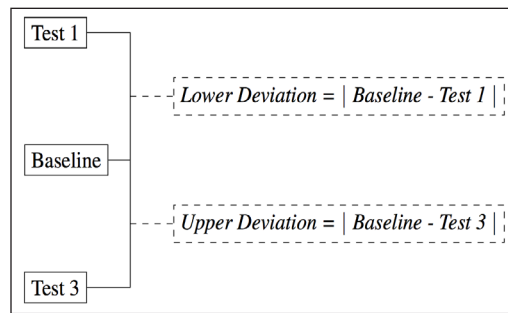 Test 1
Lower Deviation = | Baseline - Test 1 |
Baseline
Upper Deviation = | Baseline - Test 3 |
Test 3